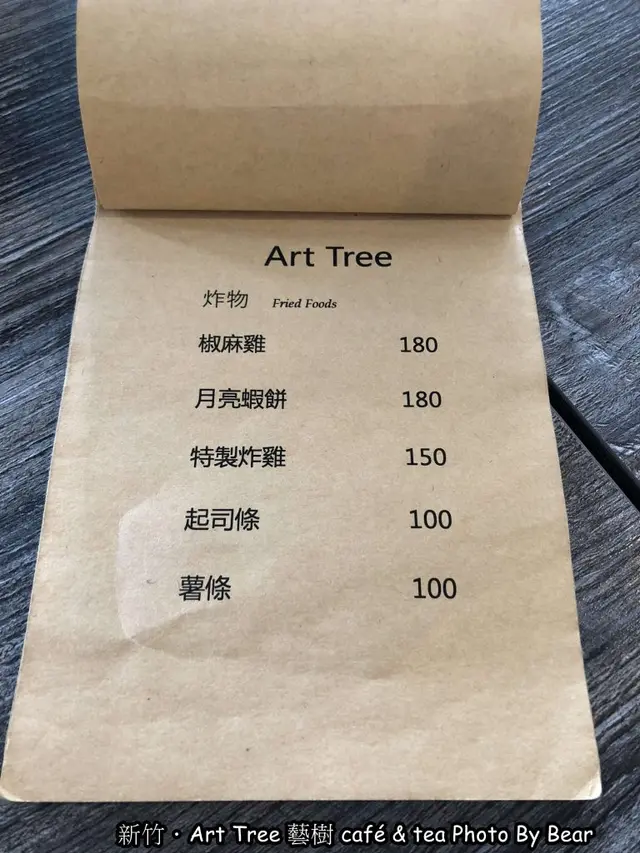 Art Tree
炸物 Fried Foods
椒麻雞 180
月亮蝦餅 180
特製炸雞 150
起司條 100
薯條 100
新竹・Art Tree 藝樹 café & tea Photo By Bear